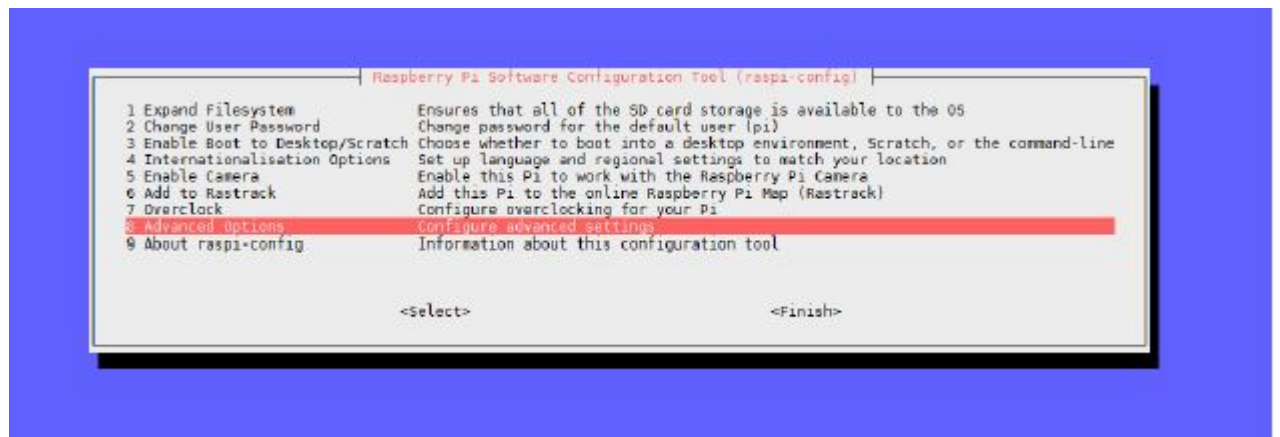 Raspberry Pi Software Configuration Tool (raspi-config)
1 Expand Filesystem Ensures that all of the SD card storage is available to the OS
2 Change User Password Change password for the default user (pi)
3 Enable Boot to Desktop/Scratch Choose whether to boot into a desktop environment, Scratch, or the command-line
4 Internationalisation Options Set up language and regional settings to match your location
5 Enable Camera Enable this Pi to work with the Raspberry Pi Camera
6 Add to Rastrack Add this Pi to the online Raspberry Pi Map (Rastrack)
7 Overclock Configure overclocking for your Pi
8 Advanced Options Configure advanced settings
9 About raspi-config Information about this configuration tool
<Select> <Finish>